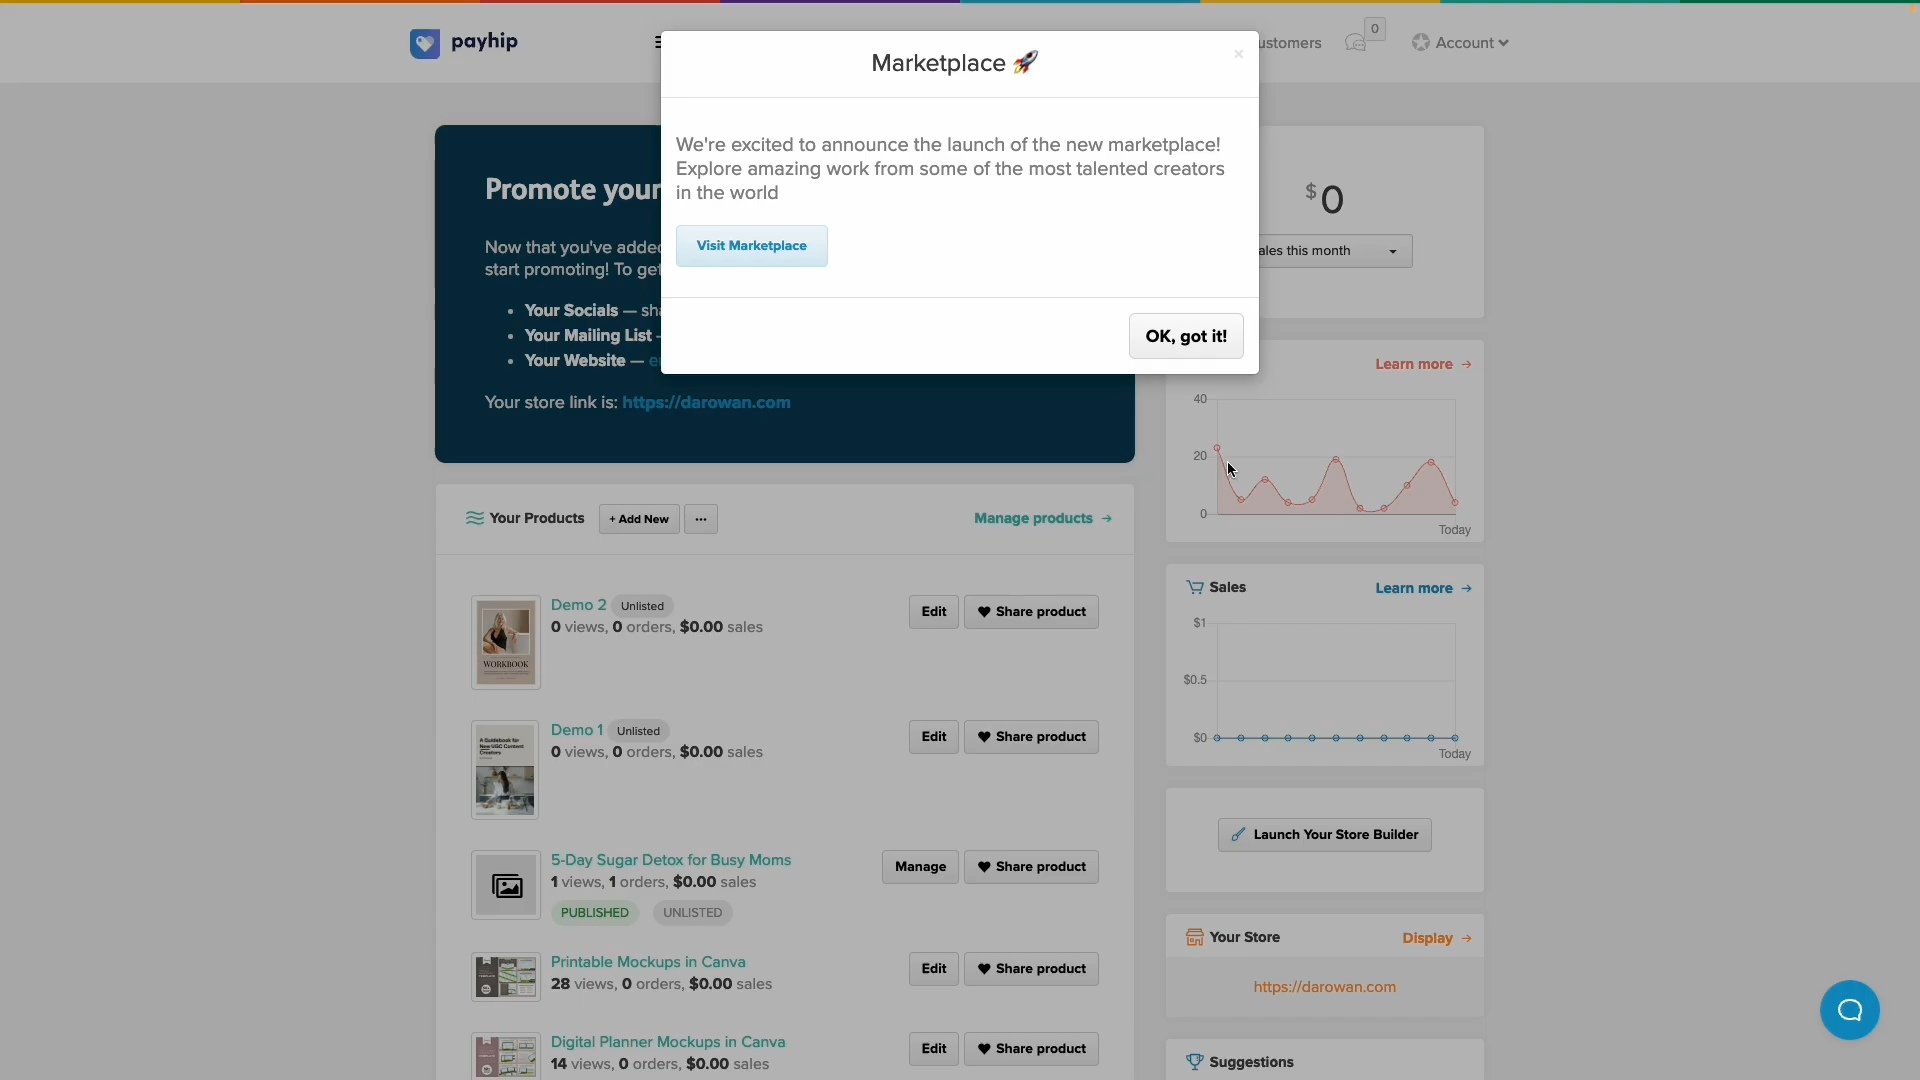 payhip
ustomers
0
Account
Marketplace 🚀
×
We're excited to announce the launch of the new marketplace!
Explore amazing work from some of the most talented creators
in the world
Visit Marketplace
OK, got it!
Promote your
Now that you've added
start promoting! To get
• Your Socials — sha
• Your Mailing List -
• Your Website — e
Your store link is: https://darowan.com
$0
ales this month
Learn more →
40
20
0
Today
Your Products
+ Add New
...
Manage products →
Demo 2 Unlisted
0 views, 0 orders, $0.00 sales
Edit
Share product
WORKBOOK
Demo 1 Unlisted
0 views, 0 orders, $0.00 sales
Edit
Share product
A Guidebook for
New UGC Content
Creators
5-Day Sugar Detox for Busy Moms
1 views, 1 orders, $0.00 sales
PUBLISHED
UNLISTED
Manage
Share product
Printable Mockups in Canva
28 views, 0 orders, $0.00 sales
Edit
Share product
Digital Planner Mockups in Canva
14 views, 0 orders, $0.00 sales
Edit
Share product
Sales
Learn more →
$1
$0.5
$0
Today
Launch Your Store Builder
Your Store
Display →
https://darowan.com
Suggestions